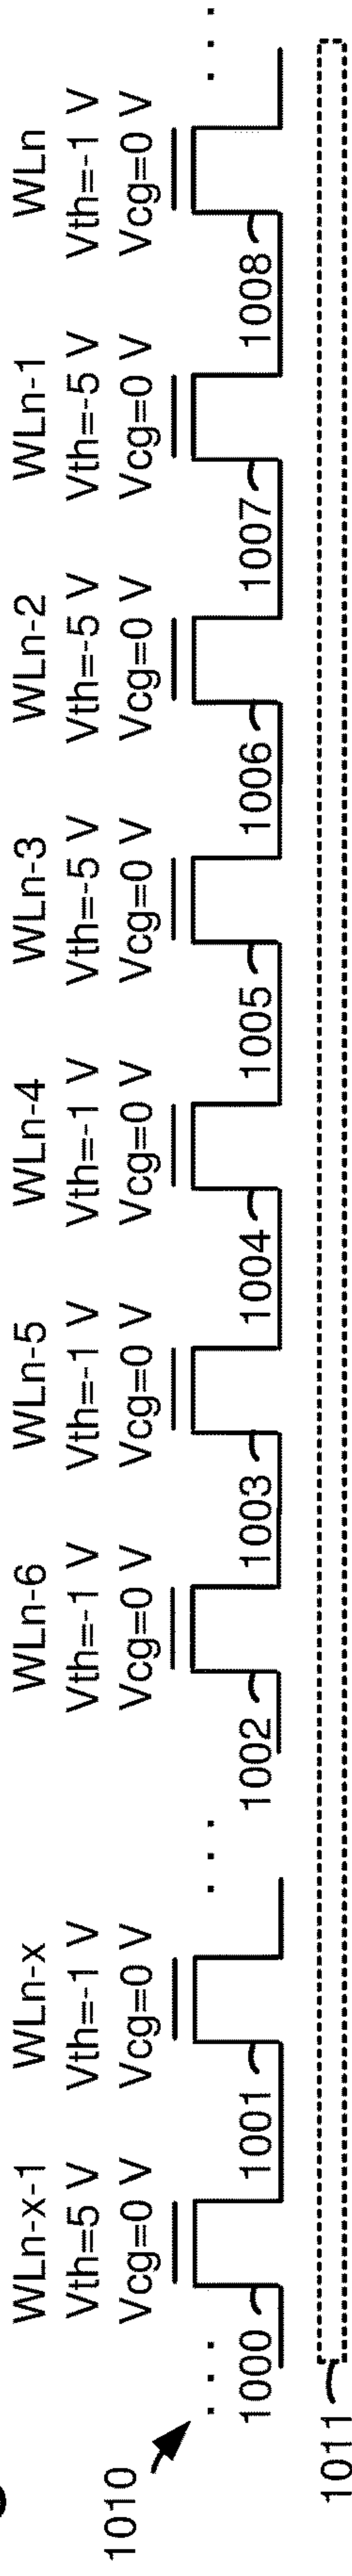 WLn-x-1 WLn-x WLn-6 WLn-5 WLn-4 WLn-3 WLn-2 WLn-1 WLn
Vth=5 V Vth=-1 V Vth=-1 V Vth=-1 V Vth=-1 V Vth=-5 V Vth=-5 V Vth=-5 V Vth=-1 V
1010 Vcg=0 V Vcg=0 V Vcg=0 V Vcg=0 V Vcg=0 V Vcg=0 V Vcg=0 V Vcg=0 V Vcg=0 V
. . . . . . . . .
1000 1001 1002 1003 1004 1005 1006 1007 1008
1011